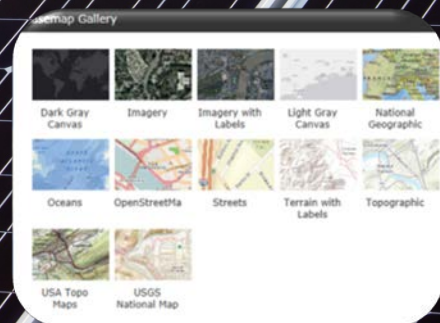 semap Gallery
Dark Gray Canvas
Imagery
Imagery with Labels
Light Gray Canvas
National Geographic
Oceans
OpenStreetMa
Streets
Terrain with Labels
Topographic
USA Topo Maps
USGS National Map